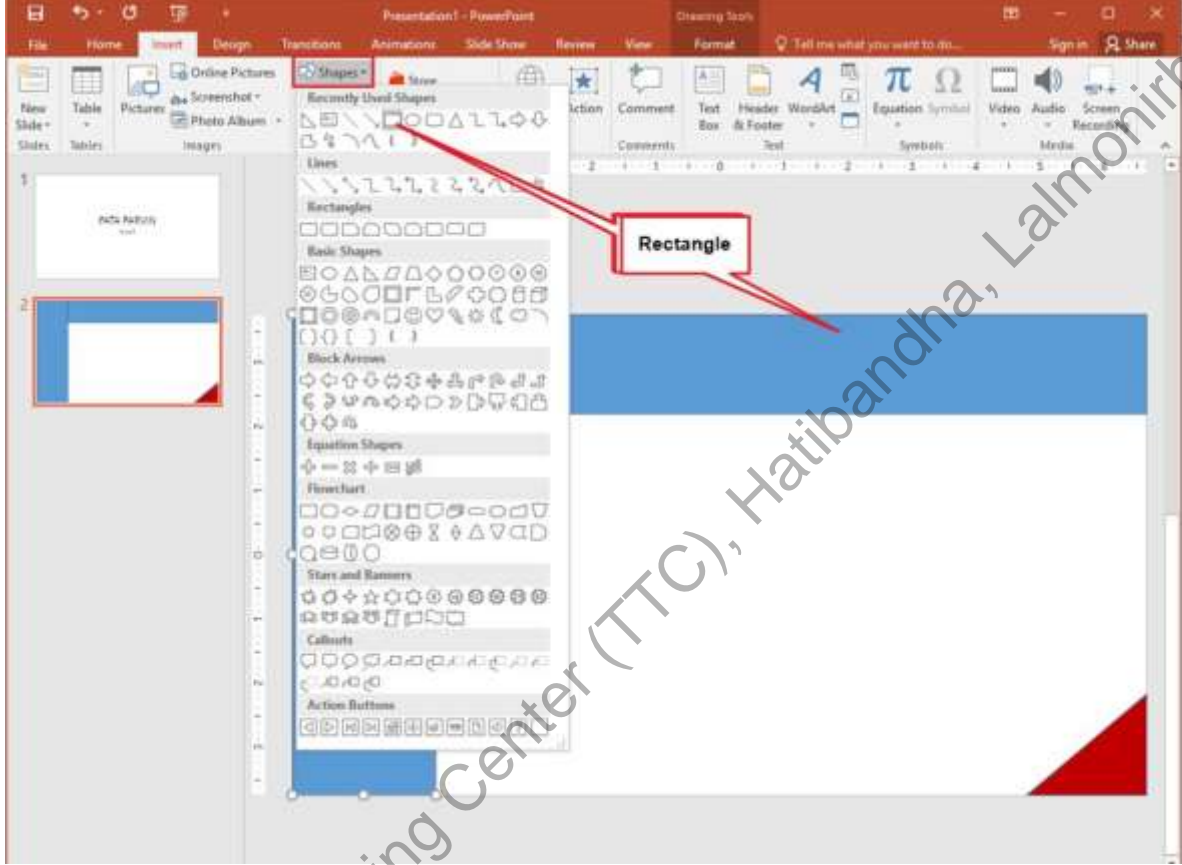 Presentation1 - PowerPoint
Drawing Tools
File Home Insert Design Transitions Animations Slide Show Review View Format Tell me what you want to do... Sign in Share
New Slide
Table
Pictures
Online Pictures
Screenshot
Photo Album
Shapes
Store
Action
Comment
Text Box
Header & Footer
WordArt
Equation
Symbol
Video
Audio
Screen Recording
Slides Tables Images Comments Text Symbols Media
Recently Used Shapes
Lines
Rectangles
Basic Shapes
Block Arrows
Equation Shapes
Flowchart
Stars and Banners
Callouts
Action Buttons
Rectangle
1
2
ing Center (TTC), Hatibandha, Lalmonirh